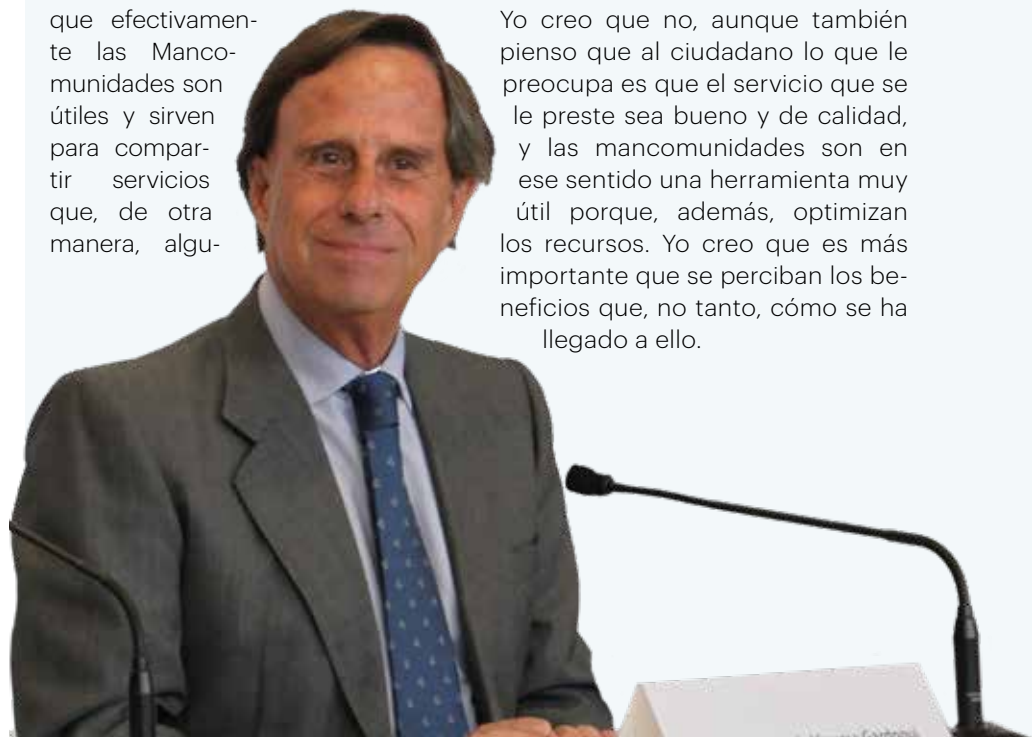 que efectivamen-
te las Manco-
munidades son
útiles y sirven
para compar-
tir servicios
que, de otra
manera, algu-
Yo creo que no, aunque también
pienso que al ciudadano lo que le
preocupa es que el servicio que se
le preste sea bueno y de calidad,
y las mancomunidades son en
ese sentido una herramienta muy
útil porque, además, optimizan
los recursos. Yo creo que es más
importante que se perciban los be-
neficios que, no tanto, cómo se ha
llegado a ello.